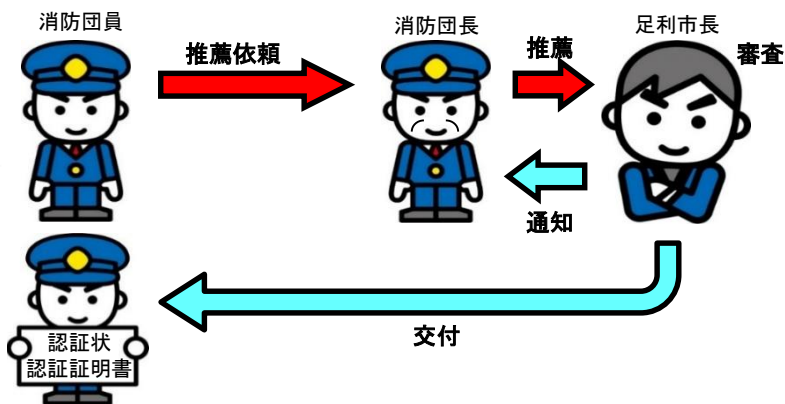 消防団員
消防団長
足利市長
推薦依頼
推薦
審査
通知
交付
認証状
認証証明書